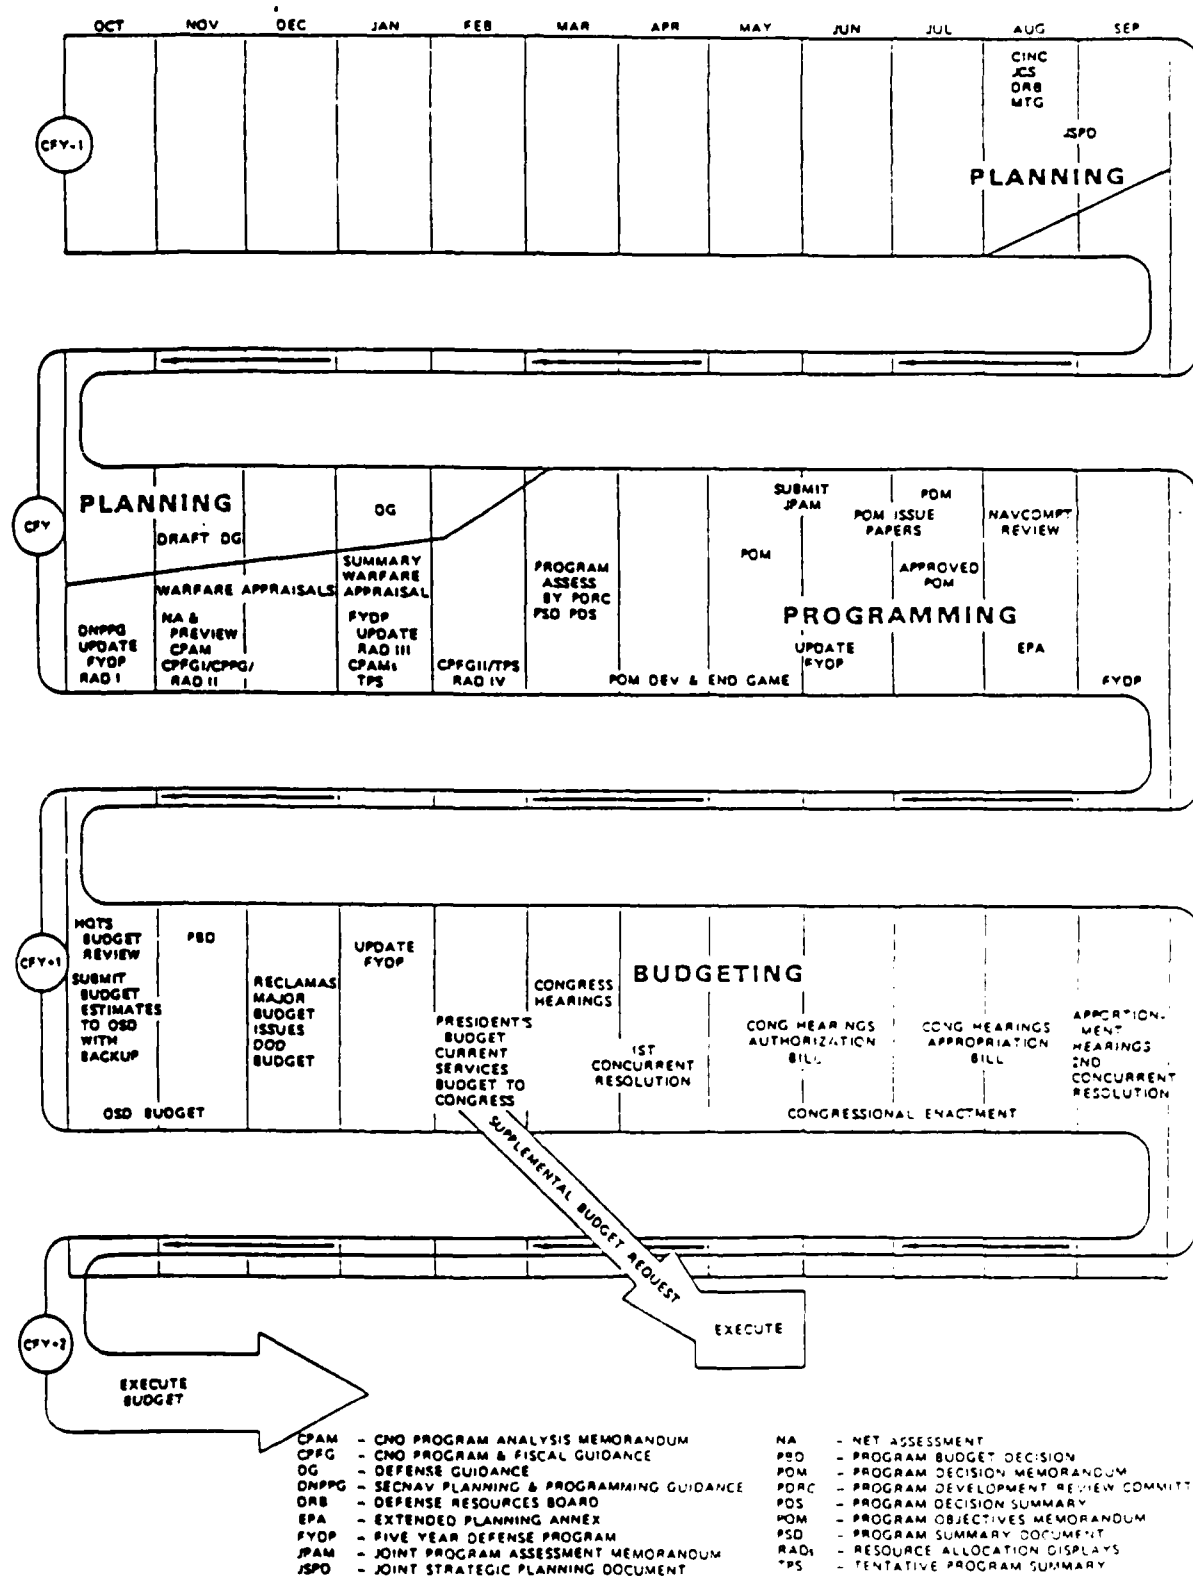 OCT NOV DEC JAN FEB MAR APR MAY JUN JUL AUG SEP
CINC
JCS
DRB
MTG
CFY-1
JSPD
PLANNING
CFY
PLANNING
DRAFT DG
DG
WARFARE APPRAISALS
SUMMARY
WARFARE
APPRAISAL
DNPPG
UPDATE
FYDP
RAD I
NA &
PREVIEW
CPAM
CPFGI/CPPG/
RAD II
FYDP
UPDATE
RAD III
CPAMs
TPS
CPFGII/TPS
RAD IV
PROGRAM
ASSESS
BY PDRC
PSD PDS
POM DEV & END GAME
POM
SUBMIT
JPAM
POM ISSUE
PAPERS
PDM
APPROVED
POM
NAVCOMPT
REVIEW
PROGRAMMING
UPDATE
FYDP
EPA
FYDP
CFY+1
HQTS
BUDGET
REVIEW
SUBMIT
BUDGET
ESTIMATES
TO OSD
WITH
BACKUP
OSD BUDGET
PBD
RECLAMAS
MAJOR
BUDGET
ISSUES
DOD
BUDGET
UPDATE
FYDP
PRESIDENT'S
BUDGET
CURRENT
SERVICES
BUDGET TO
CONGRESS
CONGRESS
HEARINGS
BUDGETING
1ST
CONCURRENT
RESOLUTION
CONG HEARINGS
AUTHORIZATION
BILL
CONG HEARINGS
APPROPRIATION
BILL
APPORTION-
MENT
HEARINGS
2ND
CONCURRENT
RESOLUTION
CONGRESSIONAL ENACTMENT
SUPPLEMENTAL BUDGET REQUEST
EXECUTE
CFY+2
EXECUTE
BUDGET
CPAM - CNO PROGRAM ANALYSIS MEMORANDUM
CPFG - CNO PROGRAM & FISCAL GUIDANCE
DG - DEFENSE GUIDANCE
DNPPG - SECNAV PLANNING & PROGRAMMING GUIDANCE
DRB - DEFENSE RESOURCES BOARD
EPA - EXTENDED PLANNING ANNEX
FYDP - FIVE YEAR DEFENSE PROGRAM
JPAM - JOINT PROGRAM ASSESSMENT MEMORANDUM
JSPD - JOINT STRATEGIC PLANNING DOCUMENT
NA - NET ASSESSMENT
PBD - PROGRAM BUDGET DECISION
PDM - PROGRAM DECISION MEMORANDUM
PDRC - PROGRAM DEVELOPMENT REVIEW COMMITT
PDS - PROGRAM DECISION SUMMARY
POM - PROGRAM OBJECTIVES MEMORANDUM
PSD - PROGRAM SUMMARY DOCUMENT
RADs - RESOURCE ALLOCATION DISPLAYS
TPS - TENTATIVE PROGRAM SUMMARY